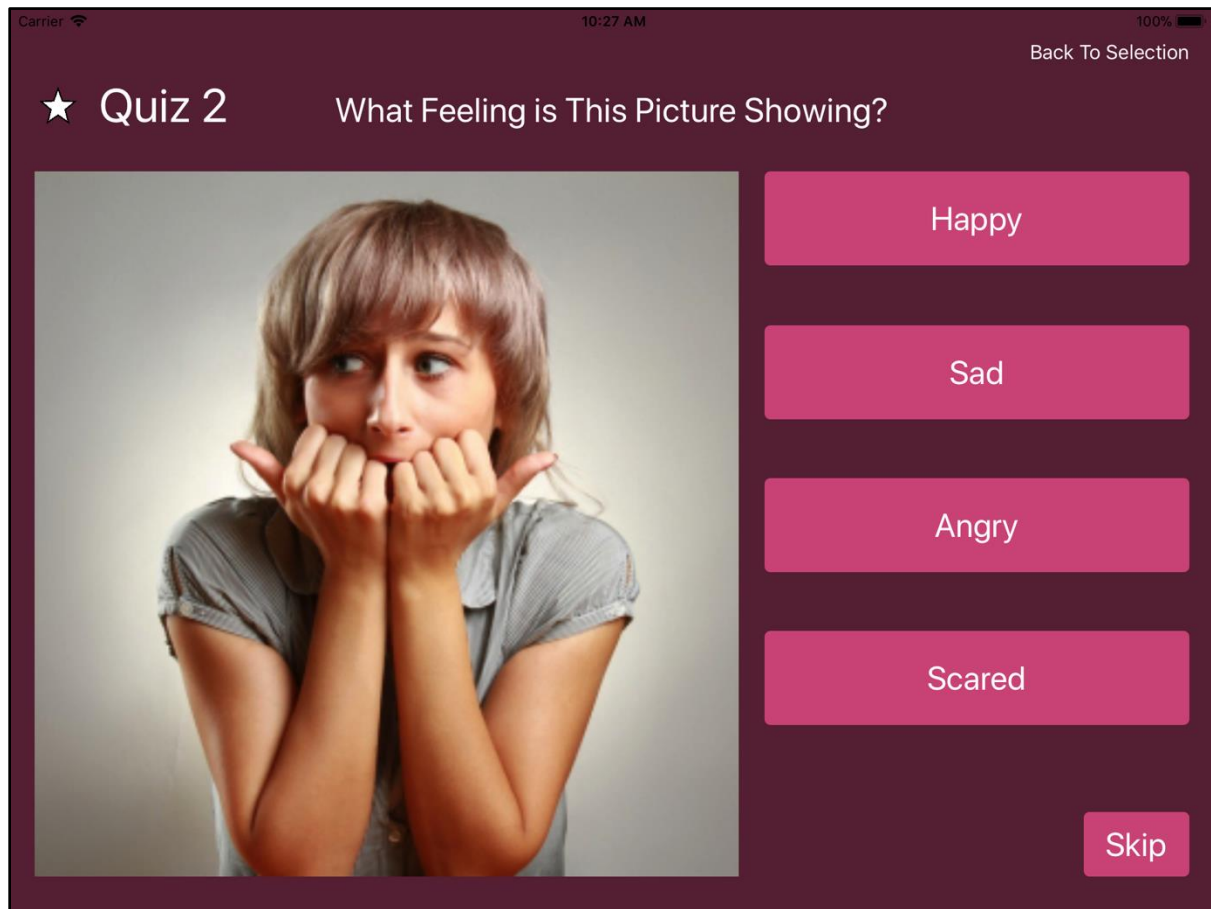 Carrier
10:27 AM
100%
Back To Selection
Quiz 2
What Feeling is This Picture Showing?
Happy
Sad
Angry
Scared
Skip